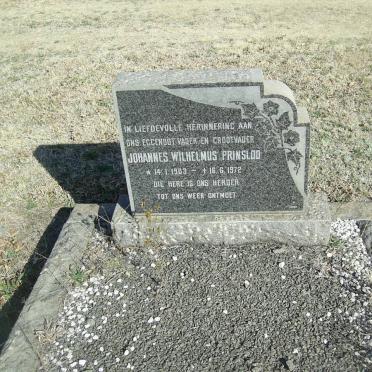 IN LIEFDEVOLLE HERINNERING AAN
ONS EGGENOOT VADER EN GROOTVADER
JOHANNES WILHELMUS PRINSLOO
* 14.1.1903 - † 16.6.1972
DIE HERE IS ONS HERDER
TOT ONS WEER ONTMOET